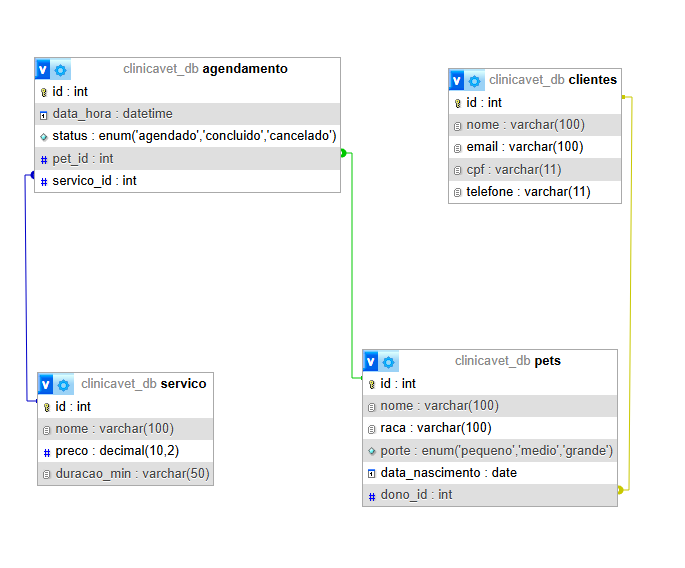 clinicavet_db agendamento
id : int
data_hora : datetime
status : enum('agendado','concluido','cancelado')
# pet_id : int
# servico_id : int
clinicavet_db clientes
id : int
nome : varchar(100)
email : varchar(100)
cpf : varchar(11)
telefone : varchar(11)
clinicavet_db servico
id : int
nome : varchar(100)
# preco : decimal(10,2)
duracao_min : varchar(50)
clinicavet_db pets
id : int
nome : varchar(100)
raca : varchar(100)
porte : enum('pequeno','medio','grande')
data_nascimento : date
# dono_id : int